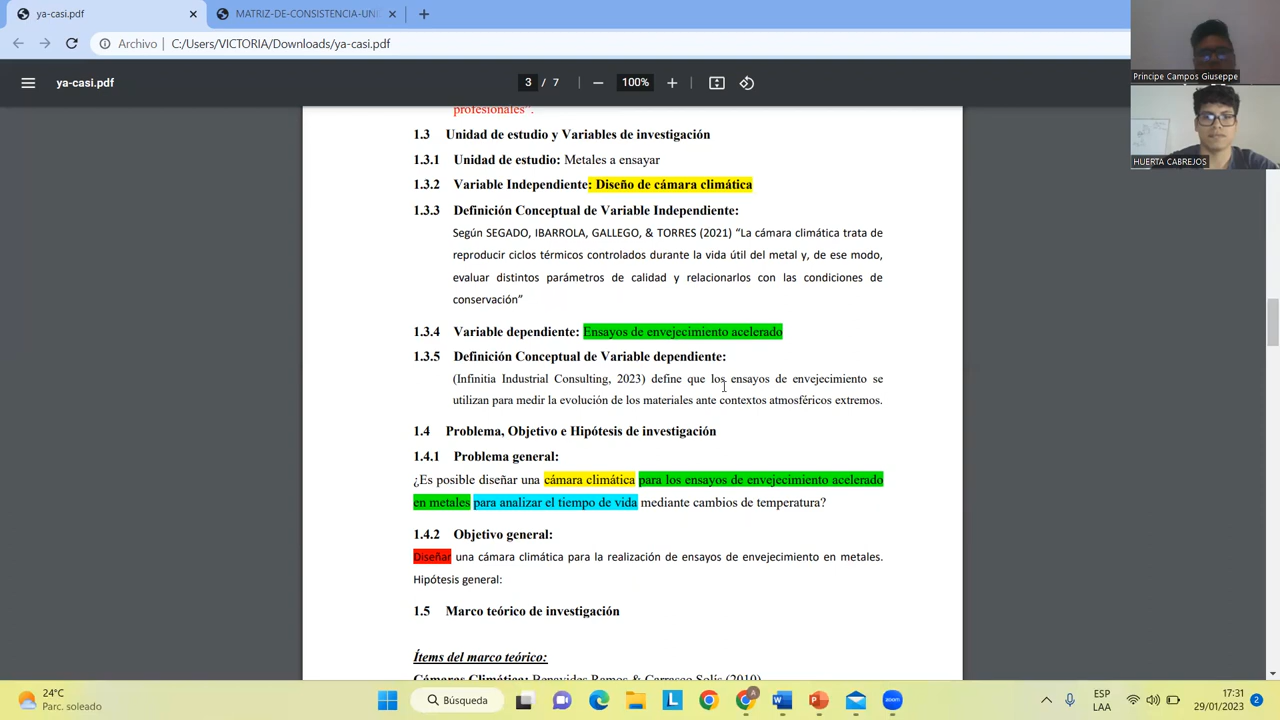 ya-casi.pdf
MATRIZ-DE-CONSISTENCIA-UN
Archivo
C:/Users/VICTORIA/Downloads/ya-casi.pdf
Principe Campos Giuseppe
ya-casi.pdf
3 / 7
100%
HUERTA CABREJOS
profesionales".
1.3 Unidad de estudio y Variables de investigación
1.3.1 Unidad de estudio: Metales a ensayar
1.3.2 Variable Independiente: Diseño de cámara climática
1.3.3 Definición Conceptual de Variable Independiente:
Según SEGADO, IBARROLA, GALLEGO, & TORRES (2021) "La cámara climática trata de
reproducir ciclos térmicos controlados durante la vida útil del metal y, de ese modo,
evaluar distintos parámetros de calidad y relacionarlos con las condiciones de
conservación"
1.3.4 Variable dependiente: Ensayos de envejecimiento acelerado
1.3.5 Definición Conceptual de Variable dependiente:
(Infinitia Industrial Consulting, 2023) define que los ensayos de envejecimiento se
utilizan para medir la evolución de los materiales ante contextos atmosféricos extremos.
1.4 Problema, Objetivo e Hipótesis de investigación
1.4.1 Problema general:
¿Es posible diseñar una cámara climática para los ensayos de envejecimiento acelerado
en metales para analizar el tiempo de vida mediante cambios de temperatura?
1.4.2 Objetivo general:
Diseñar una cámara climática para la realización de ensayos de envejecimiento en metales.
Hipótesis general:
1.5 Marco teórico de investigación
Ítems del marco teórico:
Cámaras Climática: Benavides Ramos & Carrasco Solís (2010)
24°C
Parc. soleado
Búsqueda
ESP
LAA
17:31
29/01/2023
2